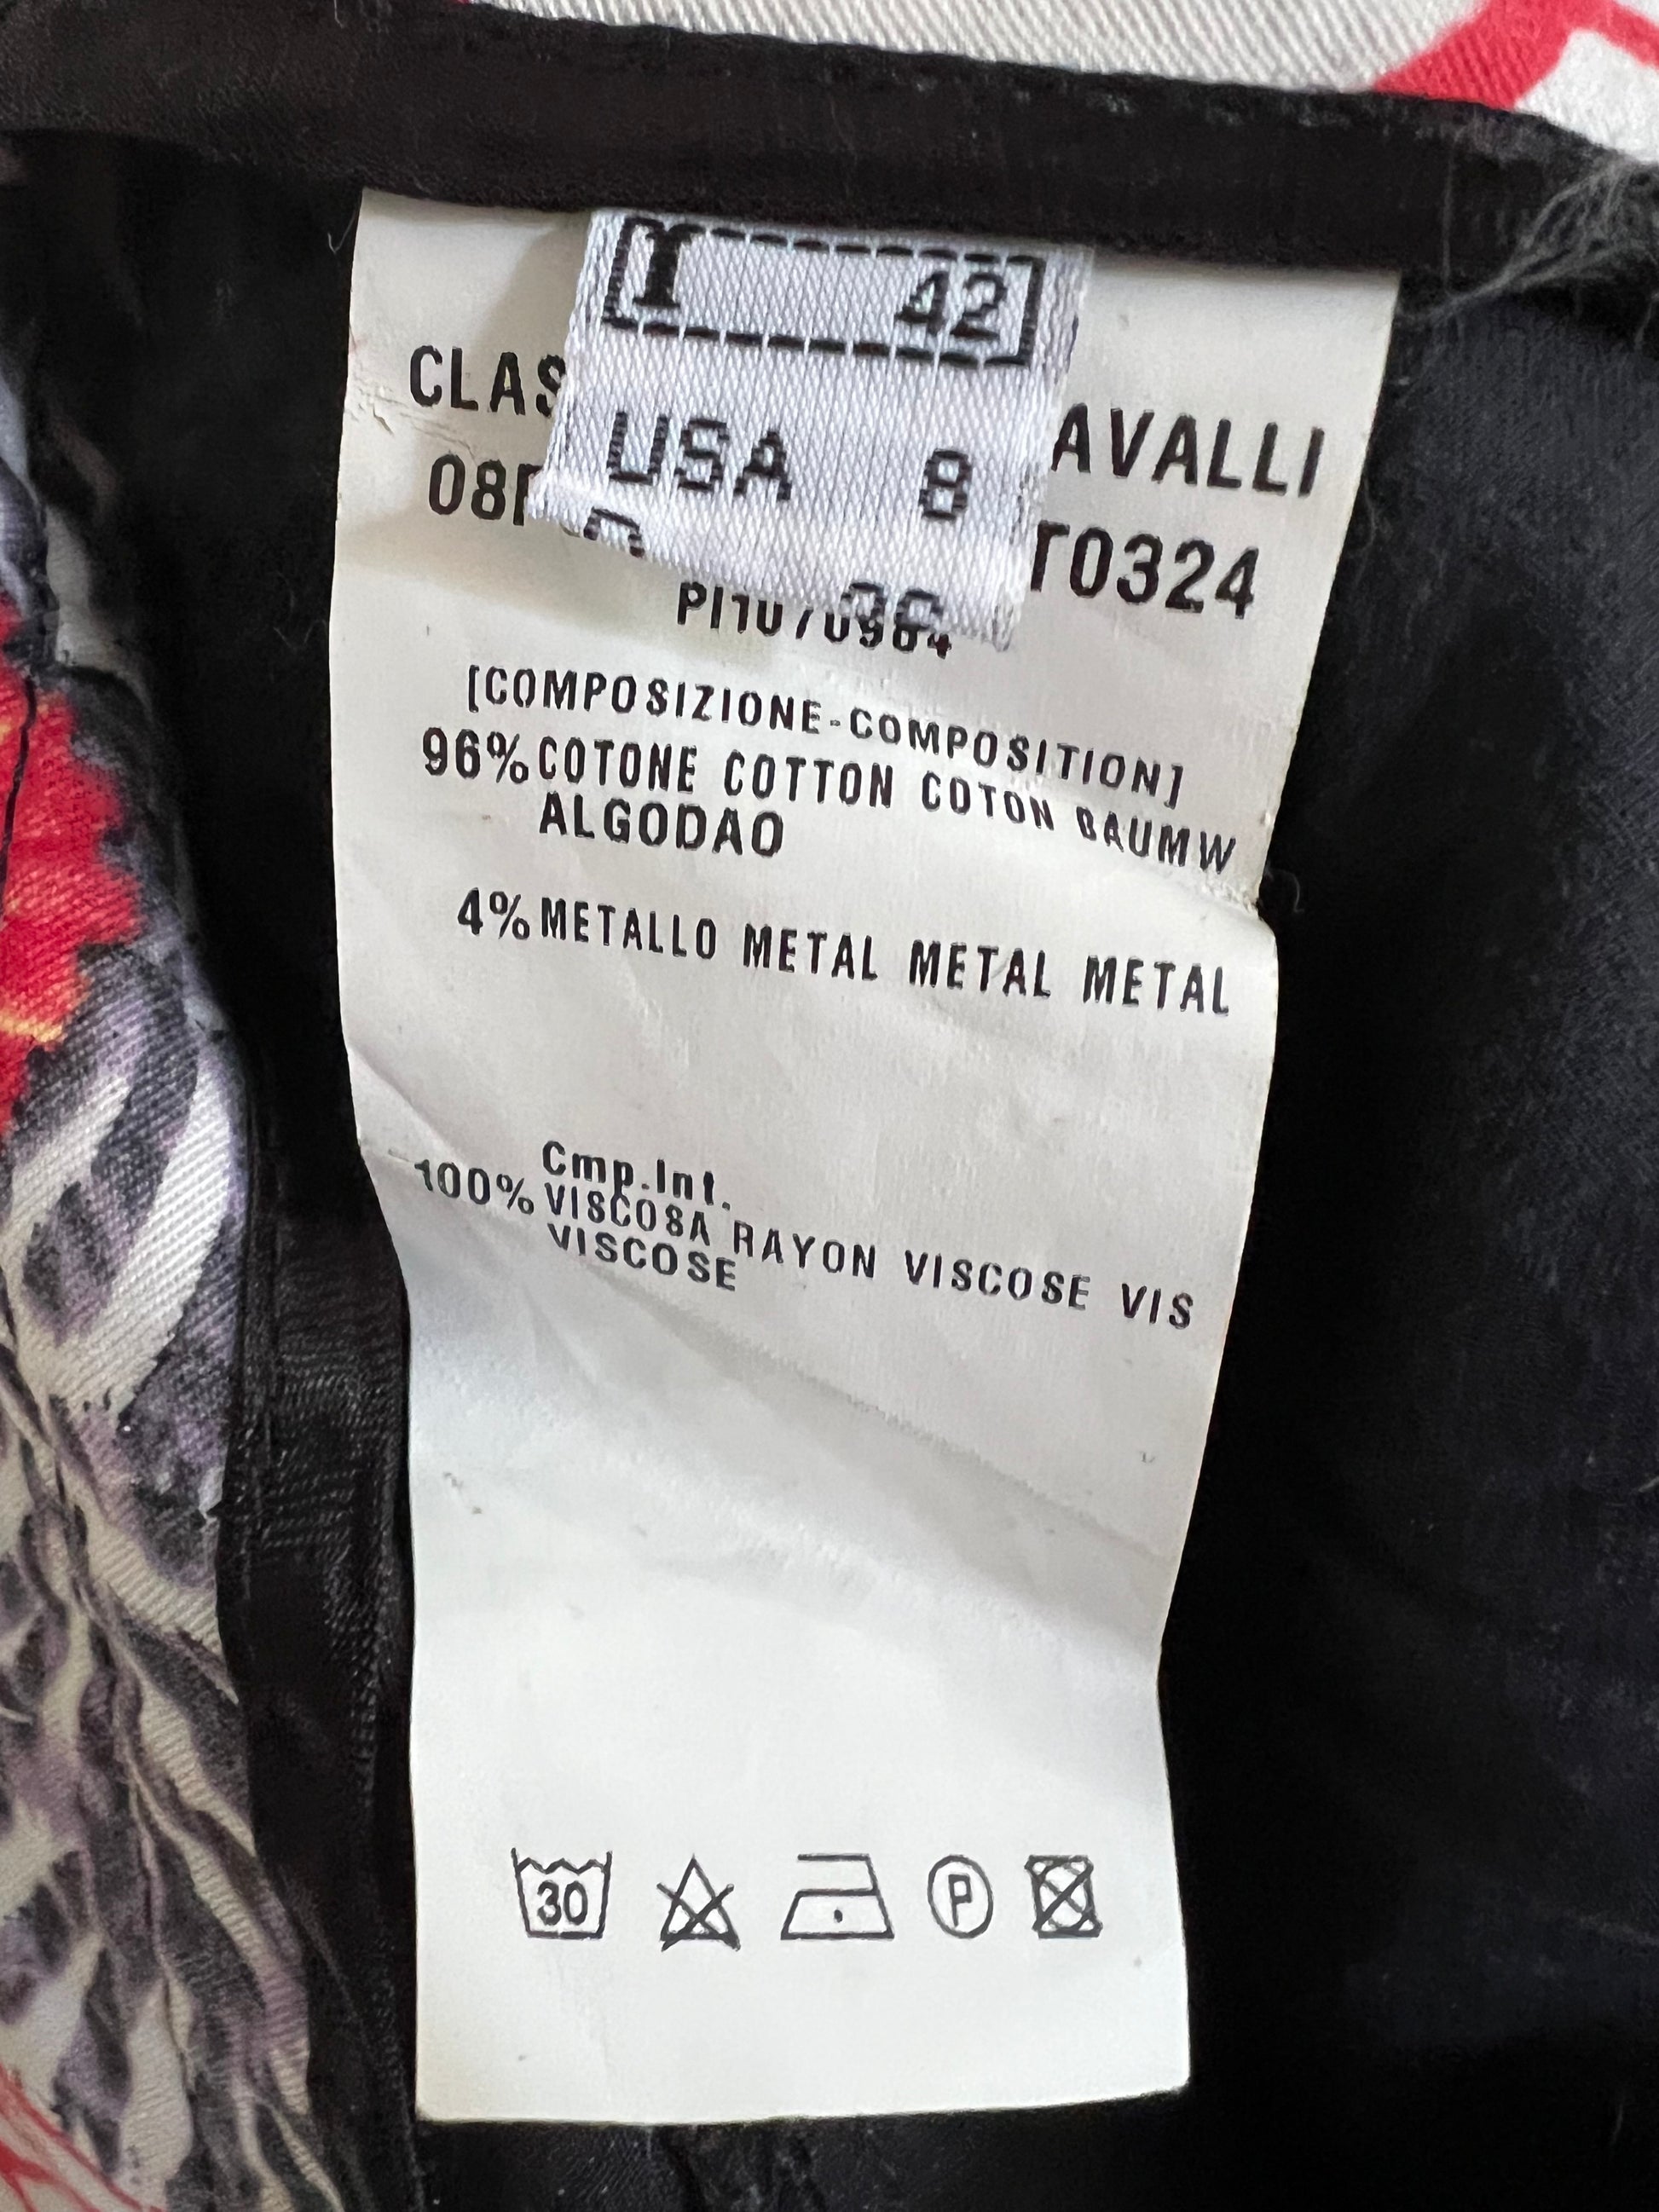 I 42
USA 8
CLAS AVALLI
08 T0324
[COMPOSIZIONE-COMPOSITION]
96% COTONE COTTON COTON BAUMW
ALGODAO
4% METALLO METAL METAL METAL
Cmp.Int.
100% VISCOSA RAYON VISCOSE VIS
VISCOSE
30
P